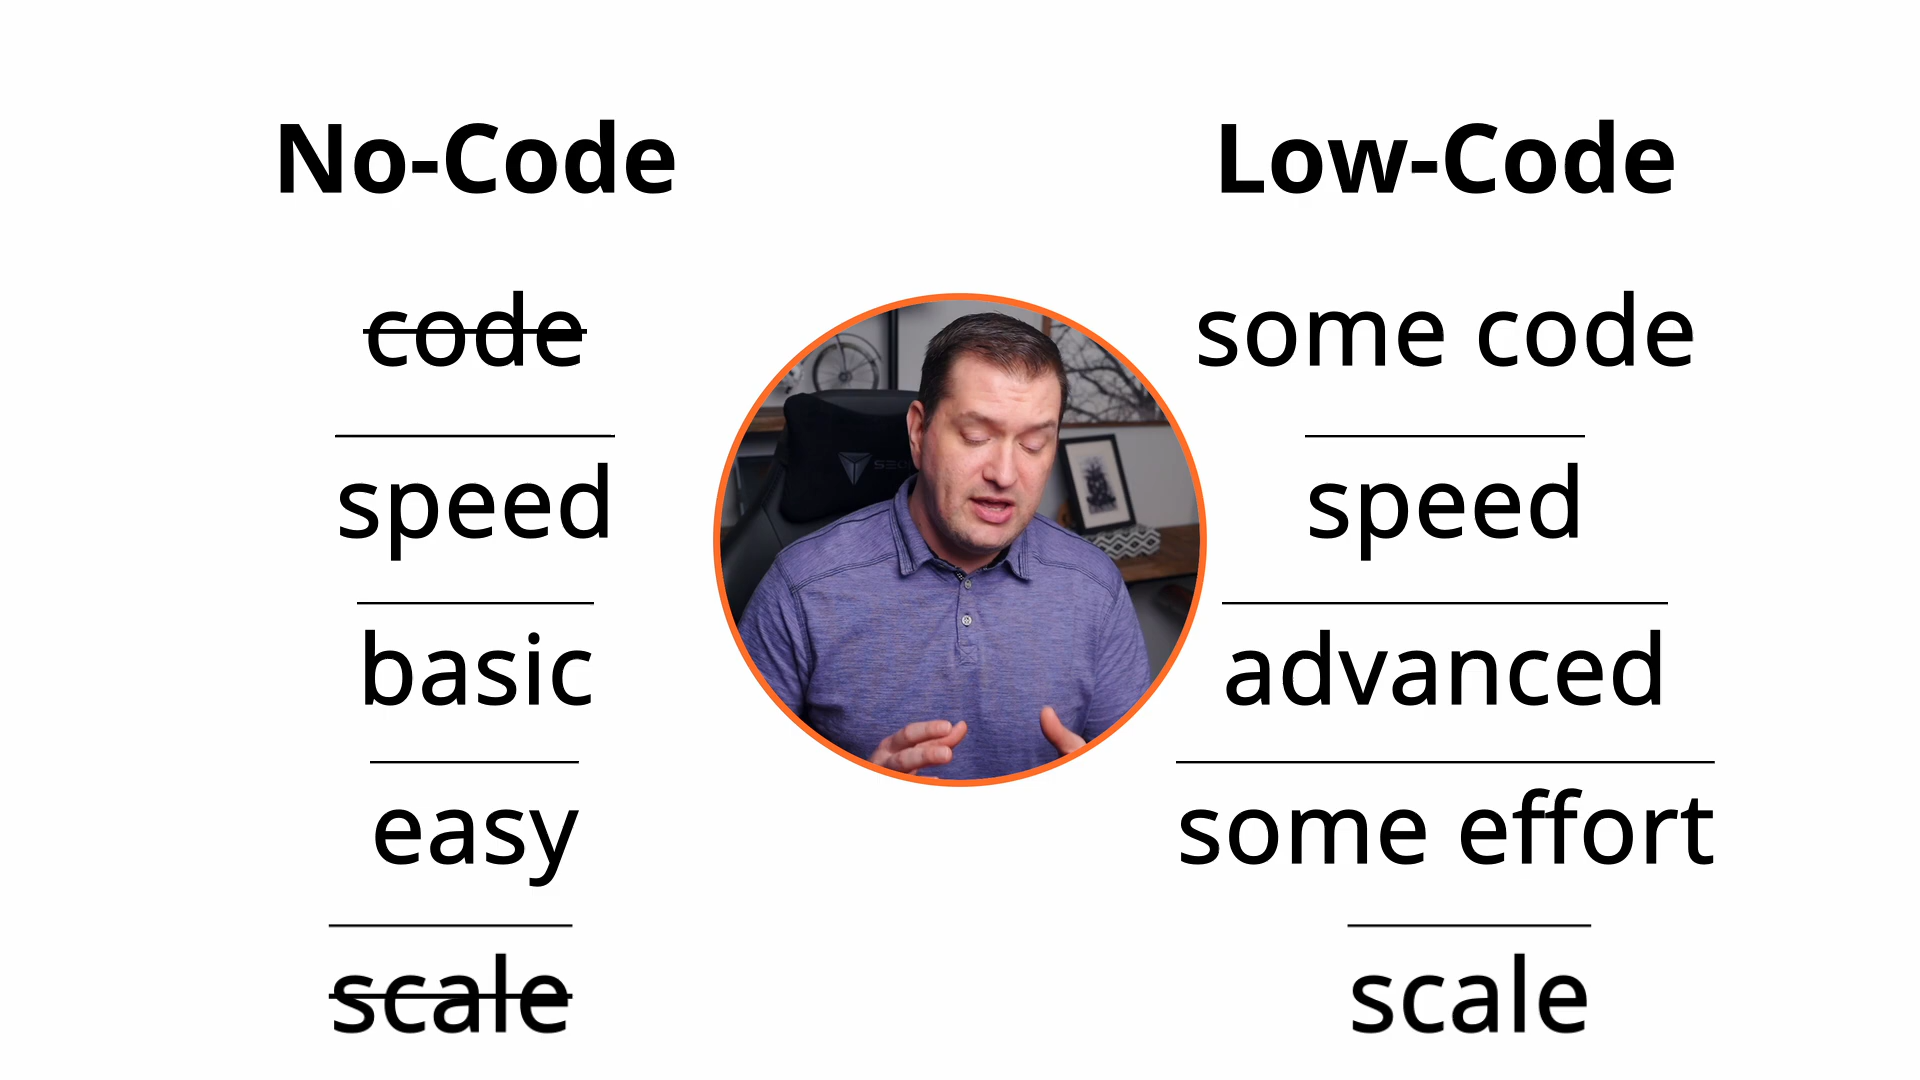 No-Code
code
speed
basic
easy
scale
Low-Code
some code
speed
advanced
some effort
scale